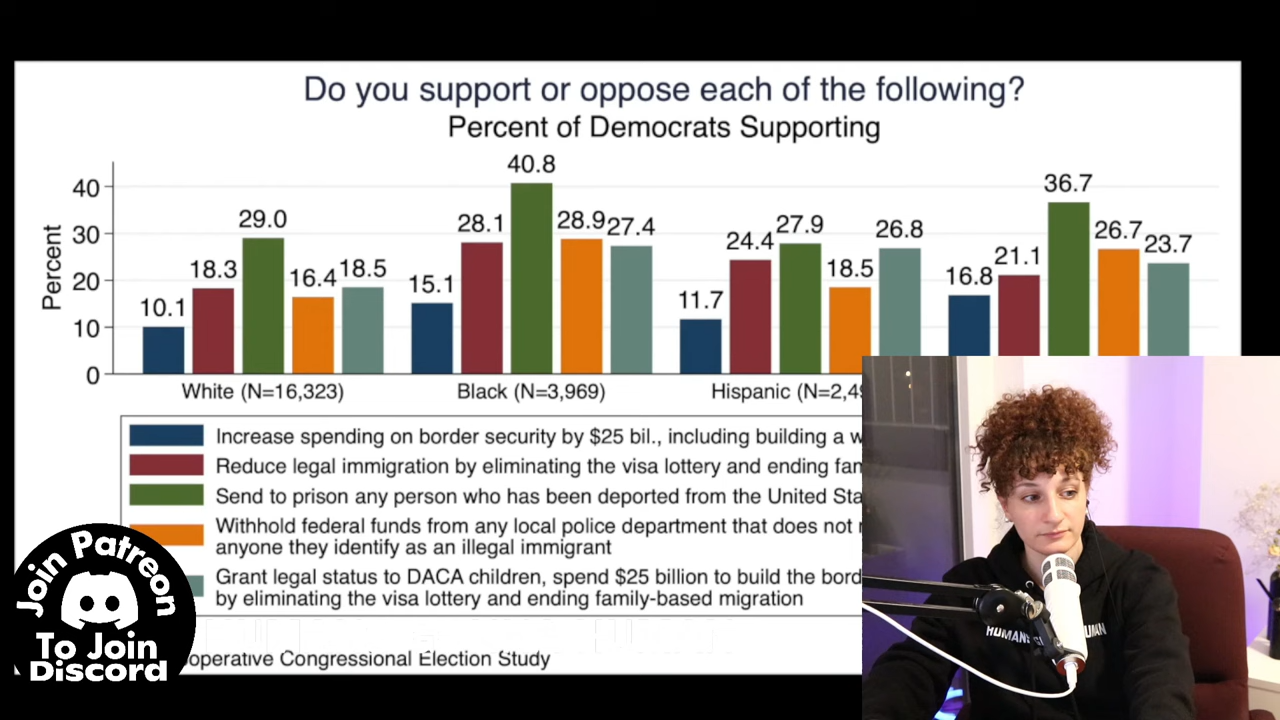 Do you support or oppose each of the following?
Percent of Democrats Supporting
Percent
40
30
20
10
0
10.1 18.3 29.0 16.4 18.5
15.1 28.1 40.8 28.9 27.4
11.7 24.4 27.9 18.5 26.8
16.8 21.1 36.7 26.7 23.7
White (N=16,323) Black (N=3,969) Hispanic (N=2,49
Increase spending on border security by $25 bil., including building a w
Reduce legal immigration by eliminating the visa lottery and ending fam
Send to prison any person who has been deported from the United Sta
Withhold federal funds from any local police department that does not
anyone they identify as an illegal immigrant
Grant legal status to DACA children, spend $25 billion to build the bord
by eliminating the visa lottery and ending family-based migration
operative Congressional Election Study
Join Patreon
To Join
Discord